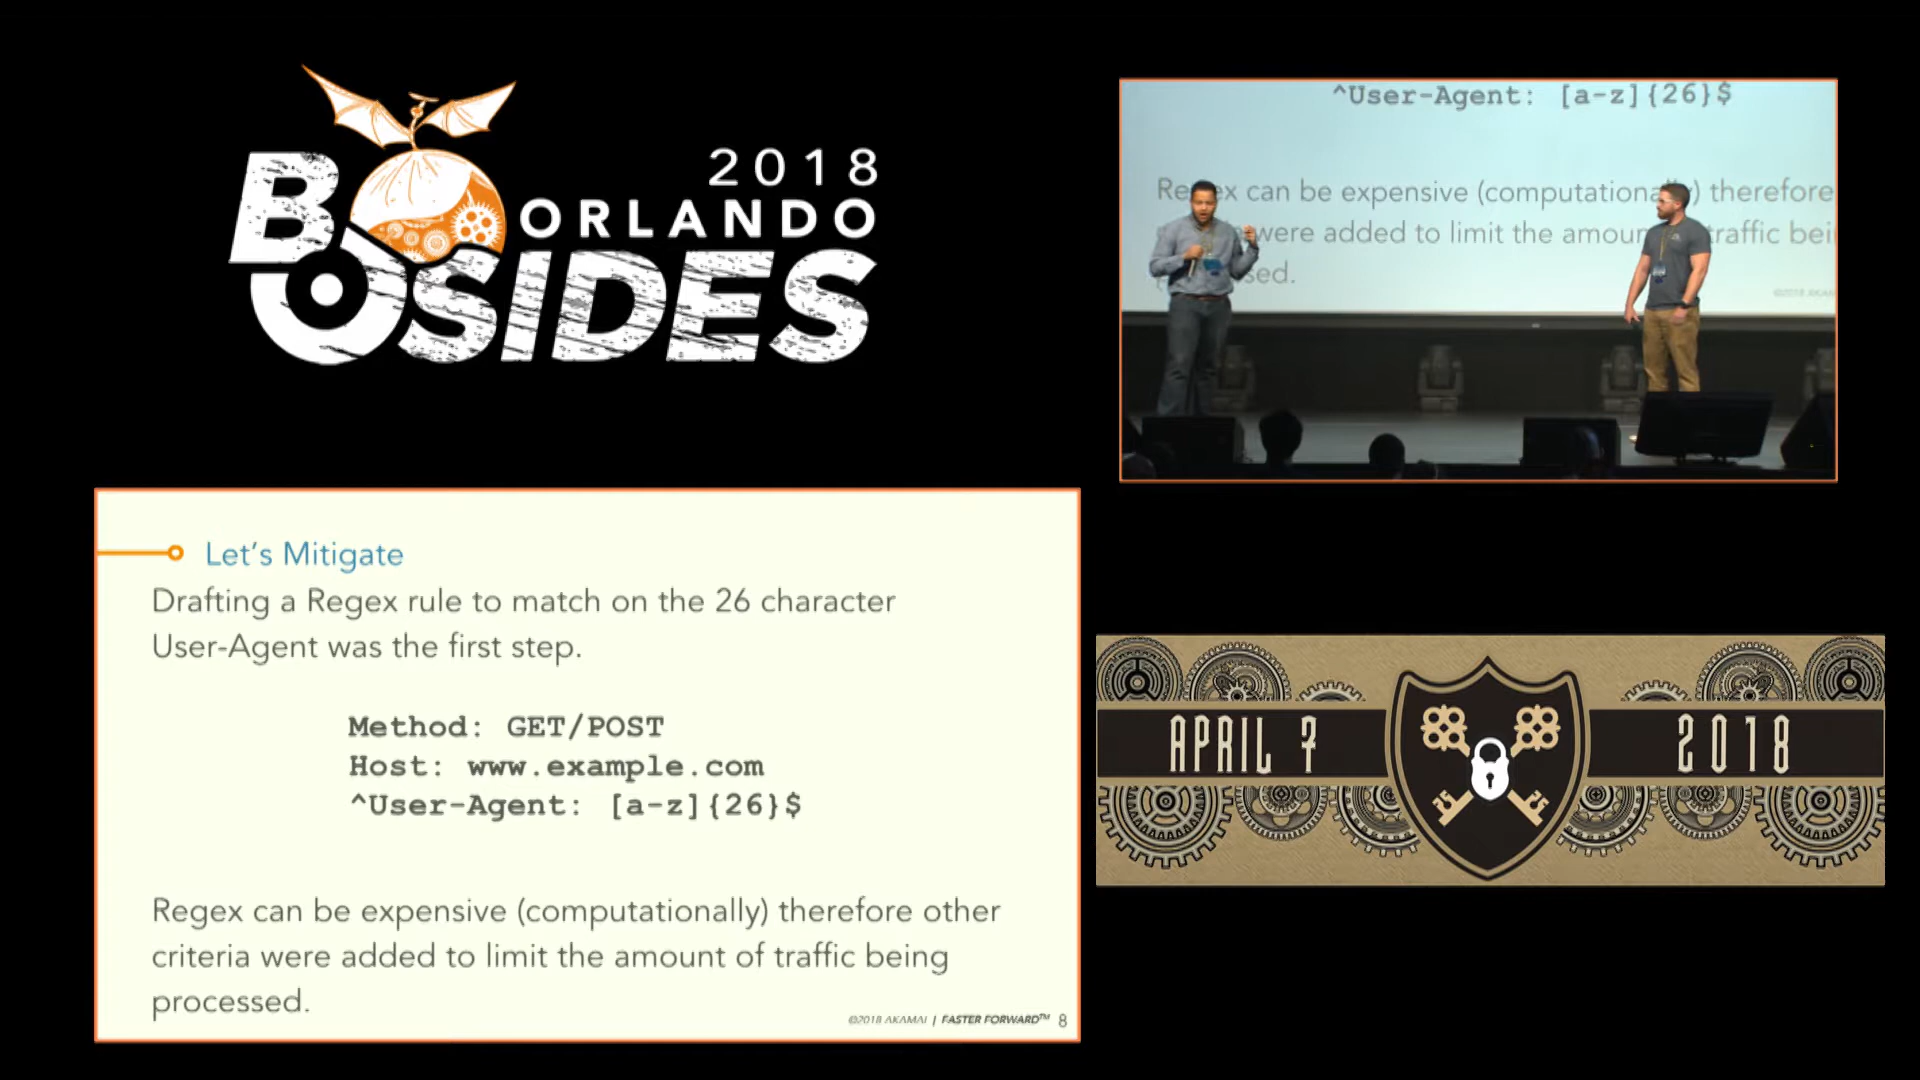 2018
ORLANDO
BSIDES
^User-Agent: [a-z]{26}$
Regex can be expensive (computationally) therefore
were added to limit the amount traffic bei
sed.
Let's Mitigate
Drafting a Regex rule to match on the 26 character
User-Agent was the first step.
Method: GET/POST
Host: www.example.com
^User-Agent: [a-z]{26}$
Regex can be expensive (computationally) therefore other
criteria were added to limit the amount of traffic being
processed.
©2018 AKAMAI | FASTER FORWARD™ 8
APRIL 7 2018